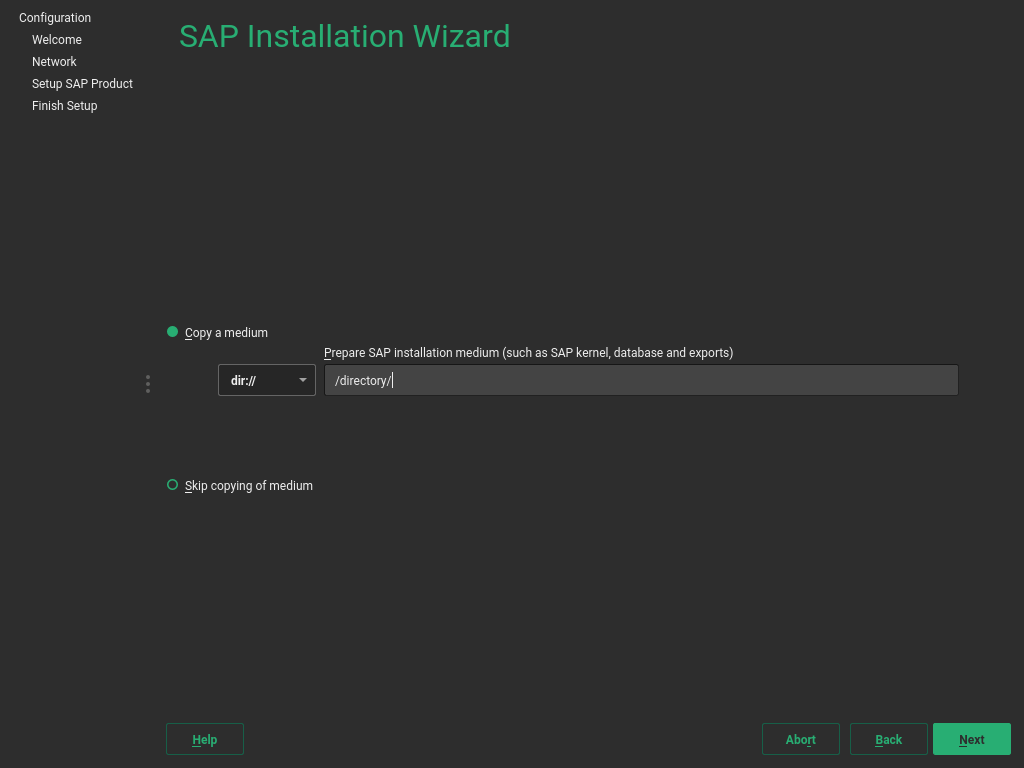 Configuration
Welcome
Network
Setup SAP Product
Finish Setup
SAP Installation Wizard
Copy a medium
Prepare SAP installation medium (such as SAP kernel, database and exports)
dir://
/directory/
Skip copying of medium
Help
Abort
Back
Next